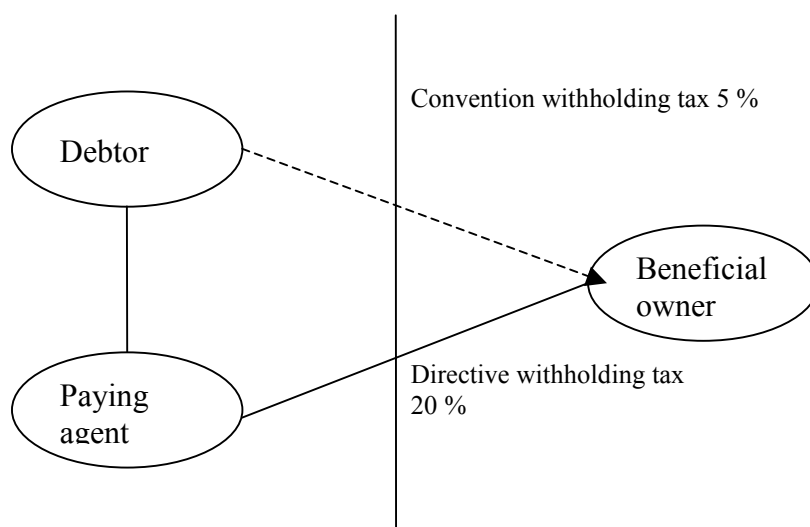 Convention withholding tax 5 %
Debtor
Beneficial
owner
Directive withholding tax
20 %
Paying
agent